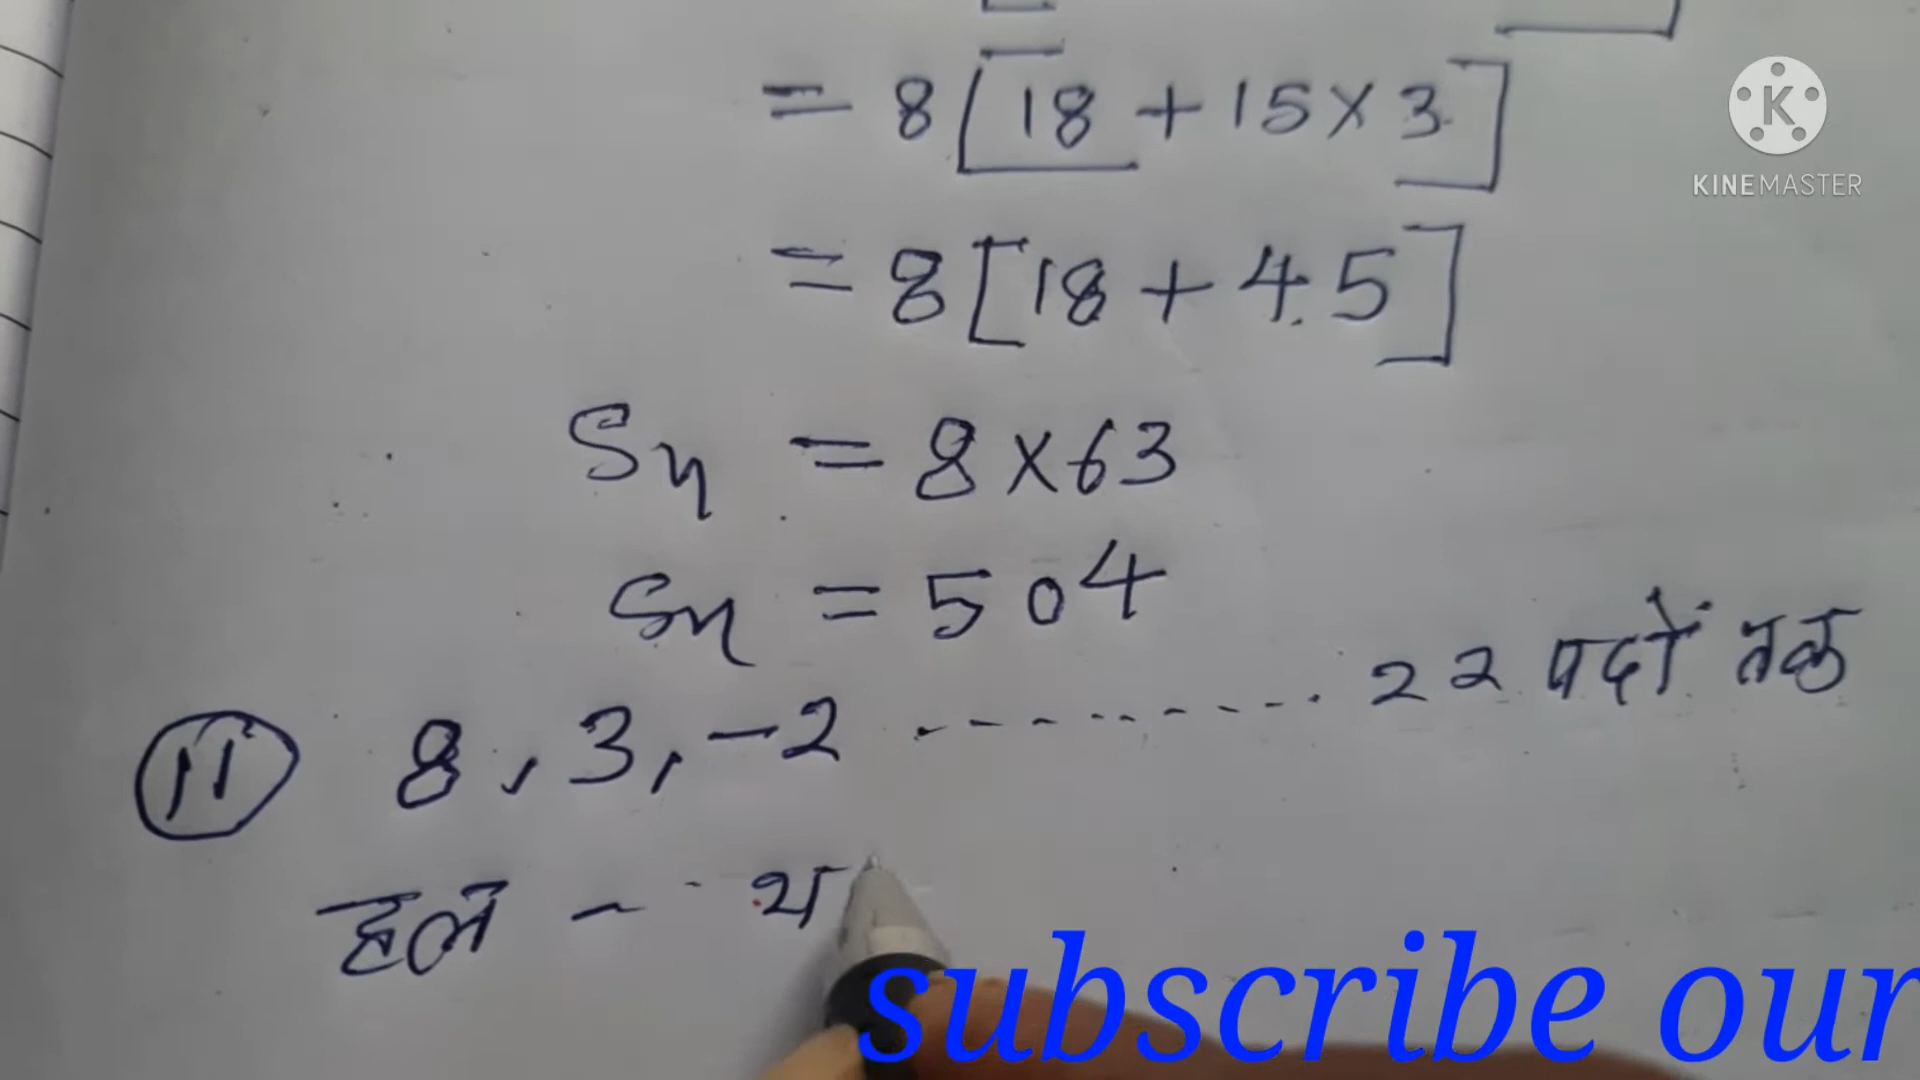 = 8 [18 + 15 × 3]
KINEMASTER
= 8 [18 + 45]
Sn = 8 × 63
Sn = 504
11 8, 3, -2 ---------- 22 पदों तक
हल - य
subscribe our